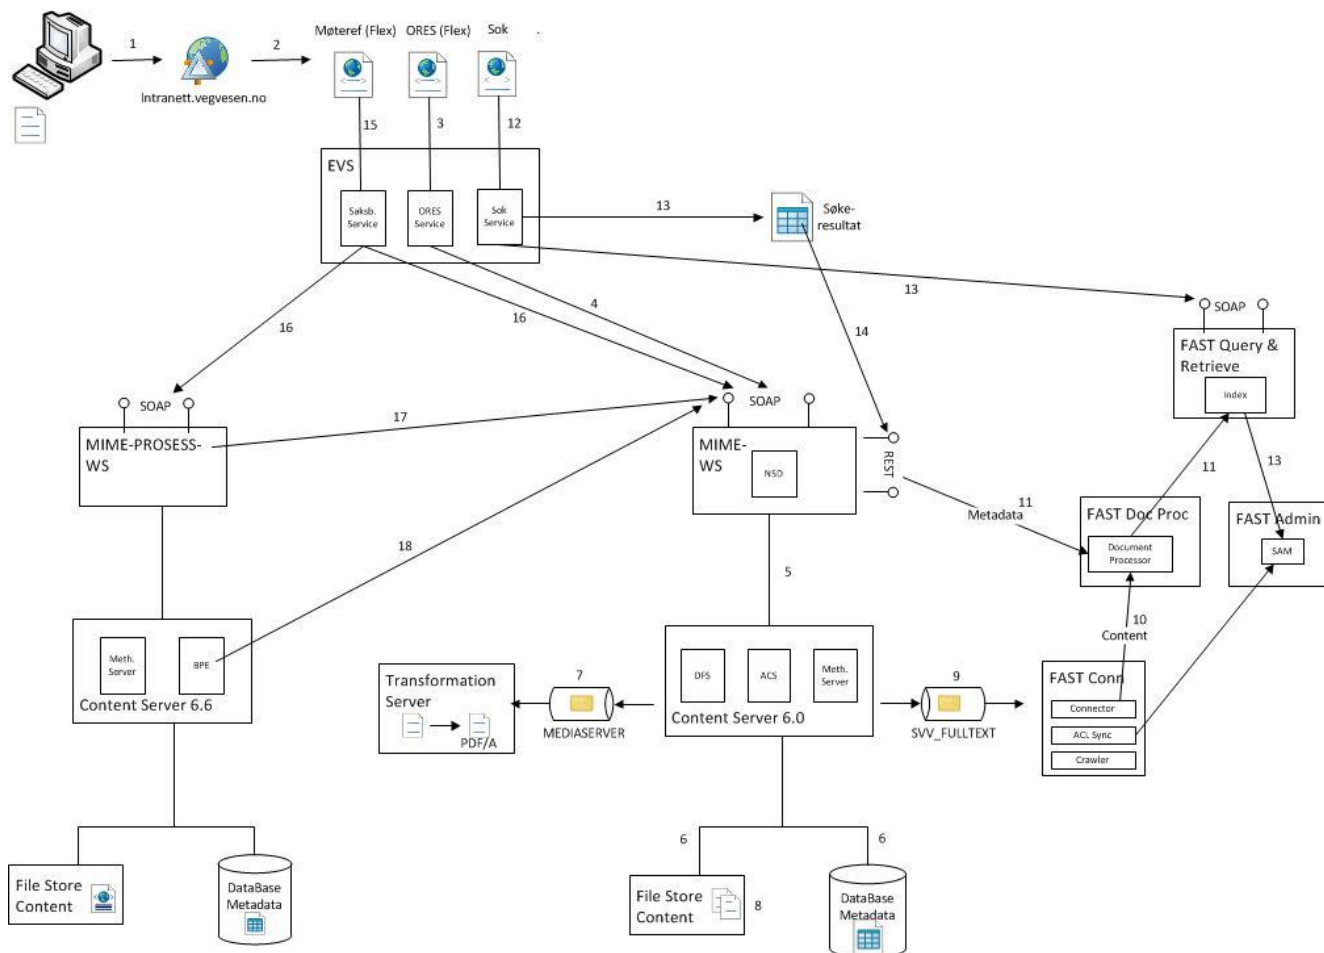 Møteref (Flex) ORES (Flex) Sok .
1
2
Intranett.vegvesen.no
15
3
12
EVS
Saksb.
Service
ORES
Service
Sok
Service
13
Søke-
resultat
13
4
16
16
14
SOAP
FAST Query &
Retrieve
Index
SOAP
17
SOAP
MIME-PROSESS-
WS
MIME-
WS
NSD
REST
11
13
11
Metadata
FAST Doc Proc
Document
Processor
FAST Admin
SAM
18
5
10
Content
Meth.
Server
BPE
Content Server 6.6
DFS
ACS
Meth.
Server
Content Server 6.0
Transformation
Server
PDF/A
7
MEDIASERVER
9
SVV_FULLTEXT
FAST Conn
Connector
ACL Sync
Crawler
6
6
File Store
Content
DataBase
Metadata
File Store
Content
8
DataBase
Metadata